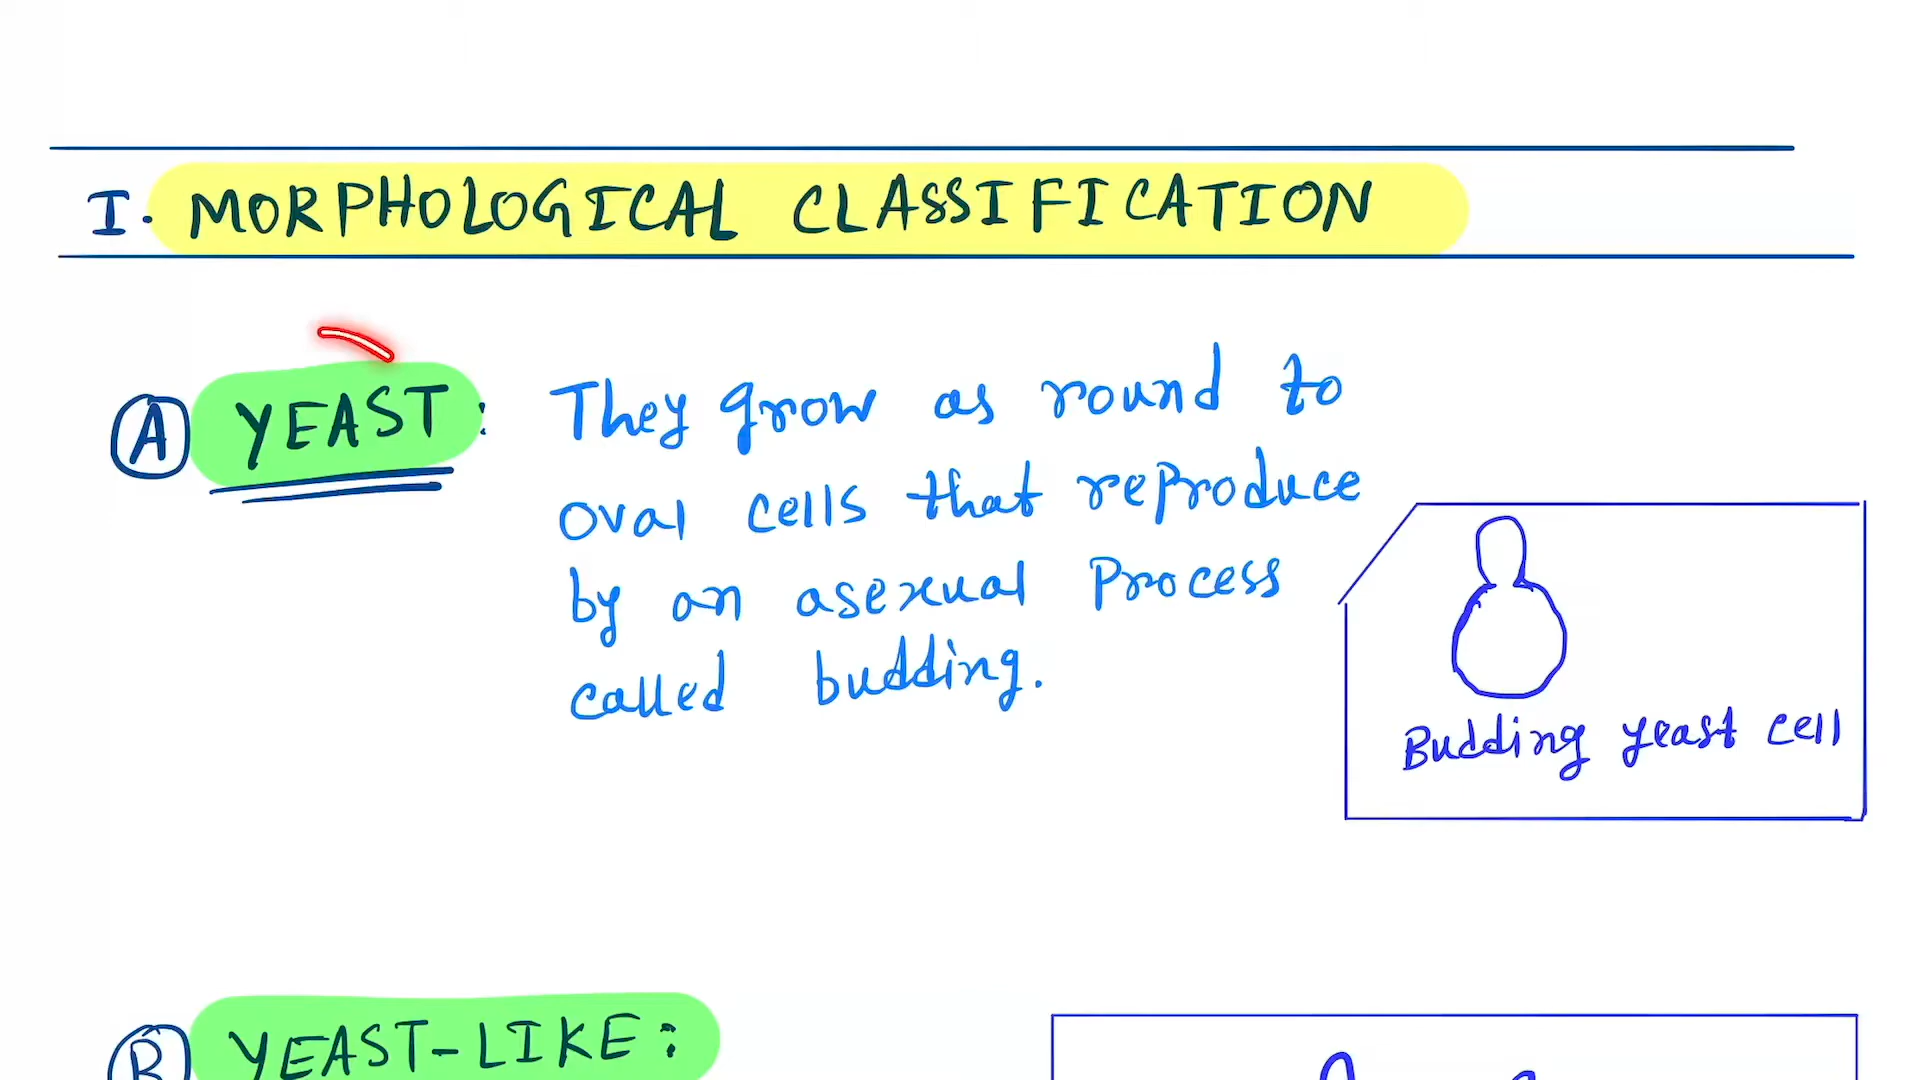 I. MORPHOLOGICAL CLASSIFICATION
A YEAST: They grow as round to
oval cells that reproduce
by an asexual process
called budding.
Budding yeast cell
B YEAST-LIKE: